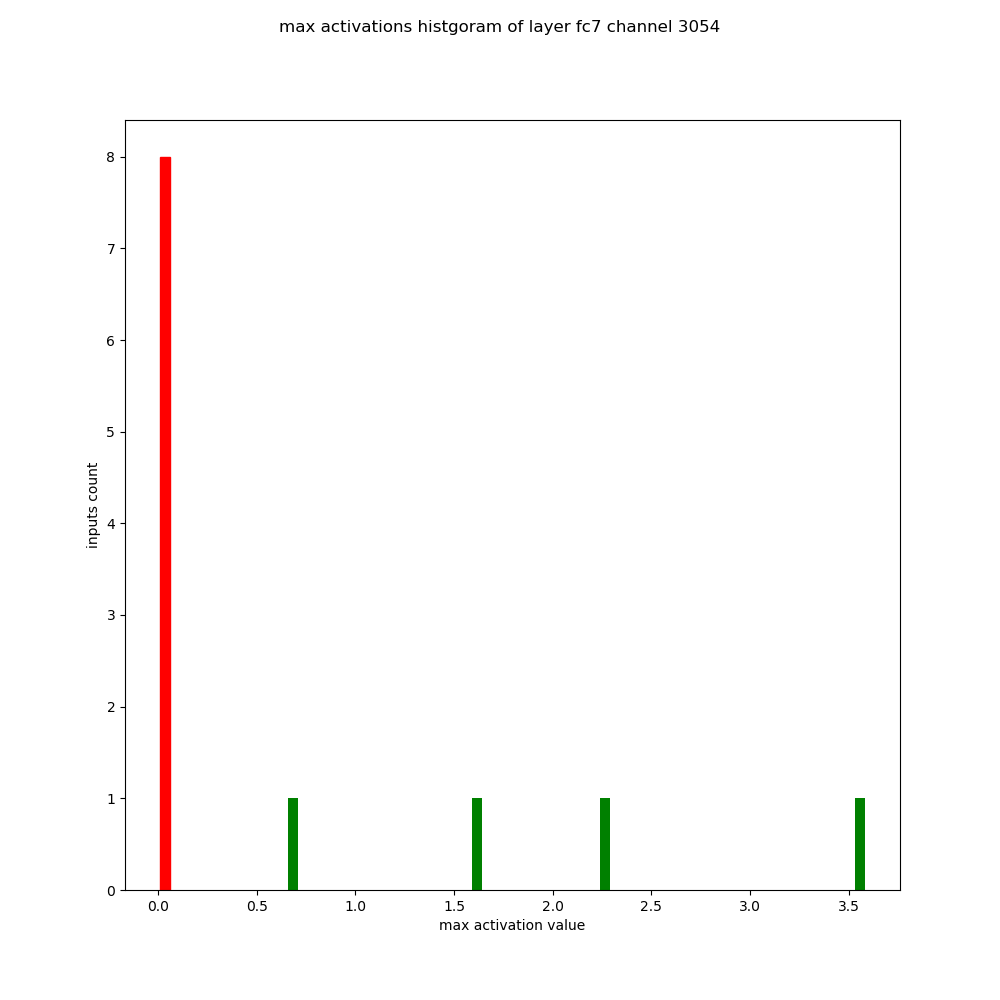 max activations histgoram of layer fc7 channel 3054
8
7
6
5
4
3
2
1
0
inputs count
0.0 0.5 1.0 1.5 2.0 2.5 3.0 3.5
max activation value